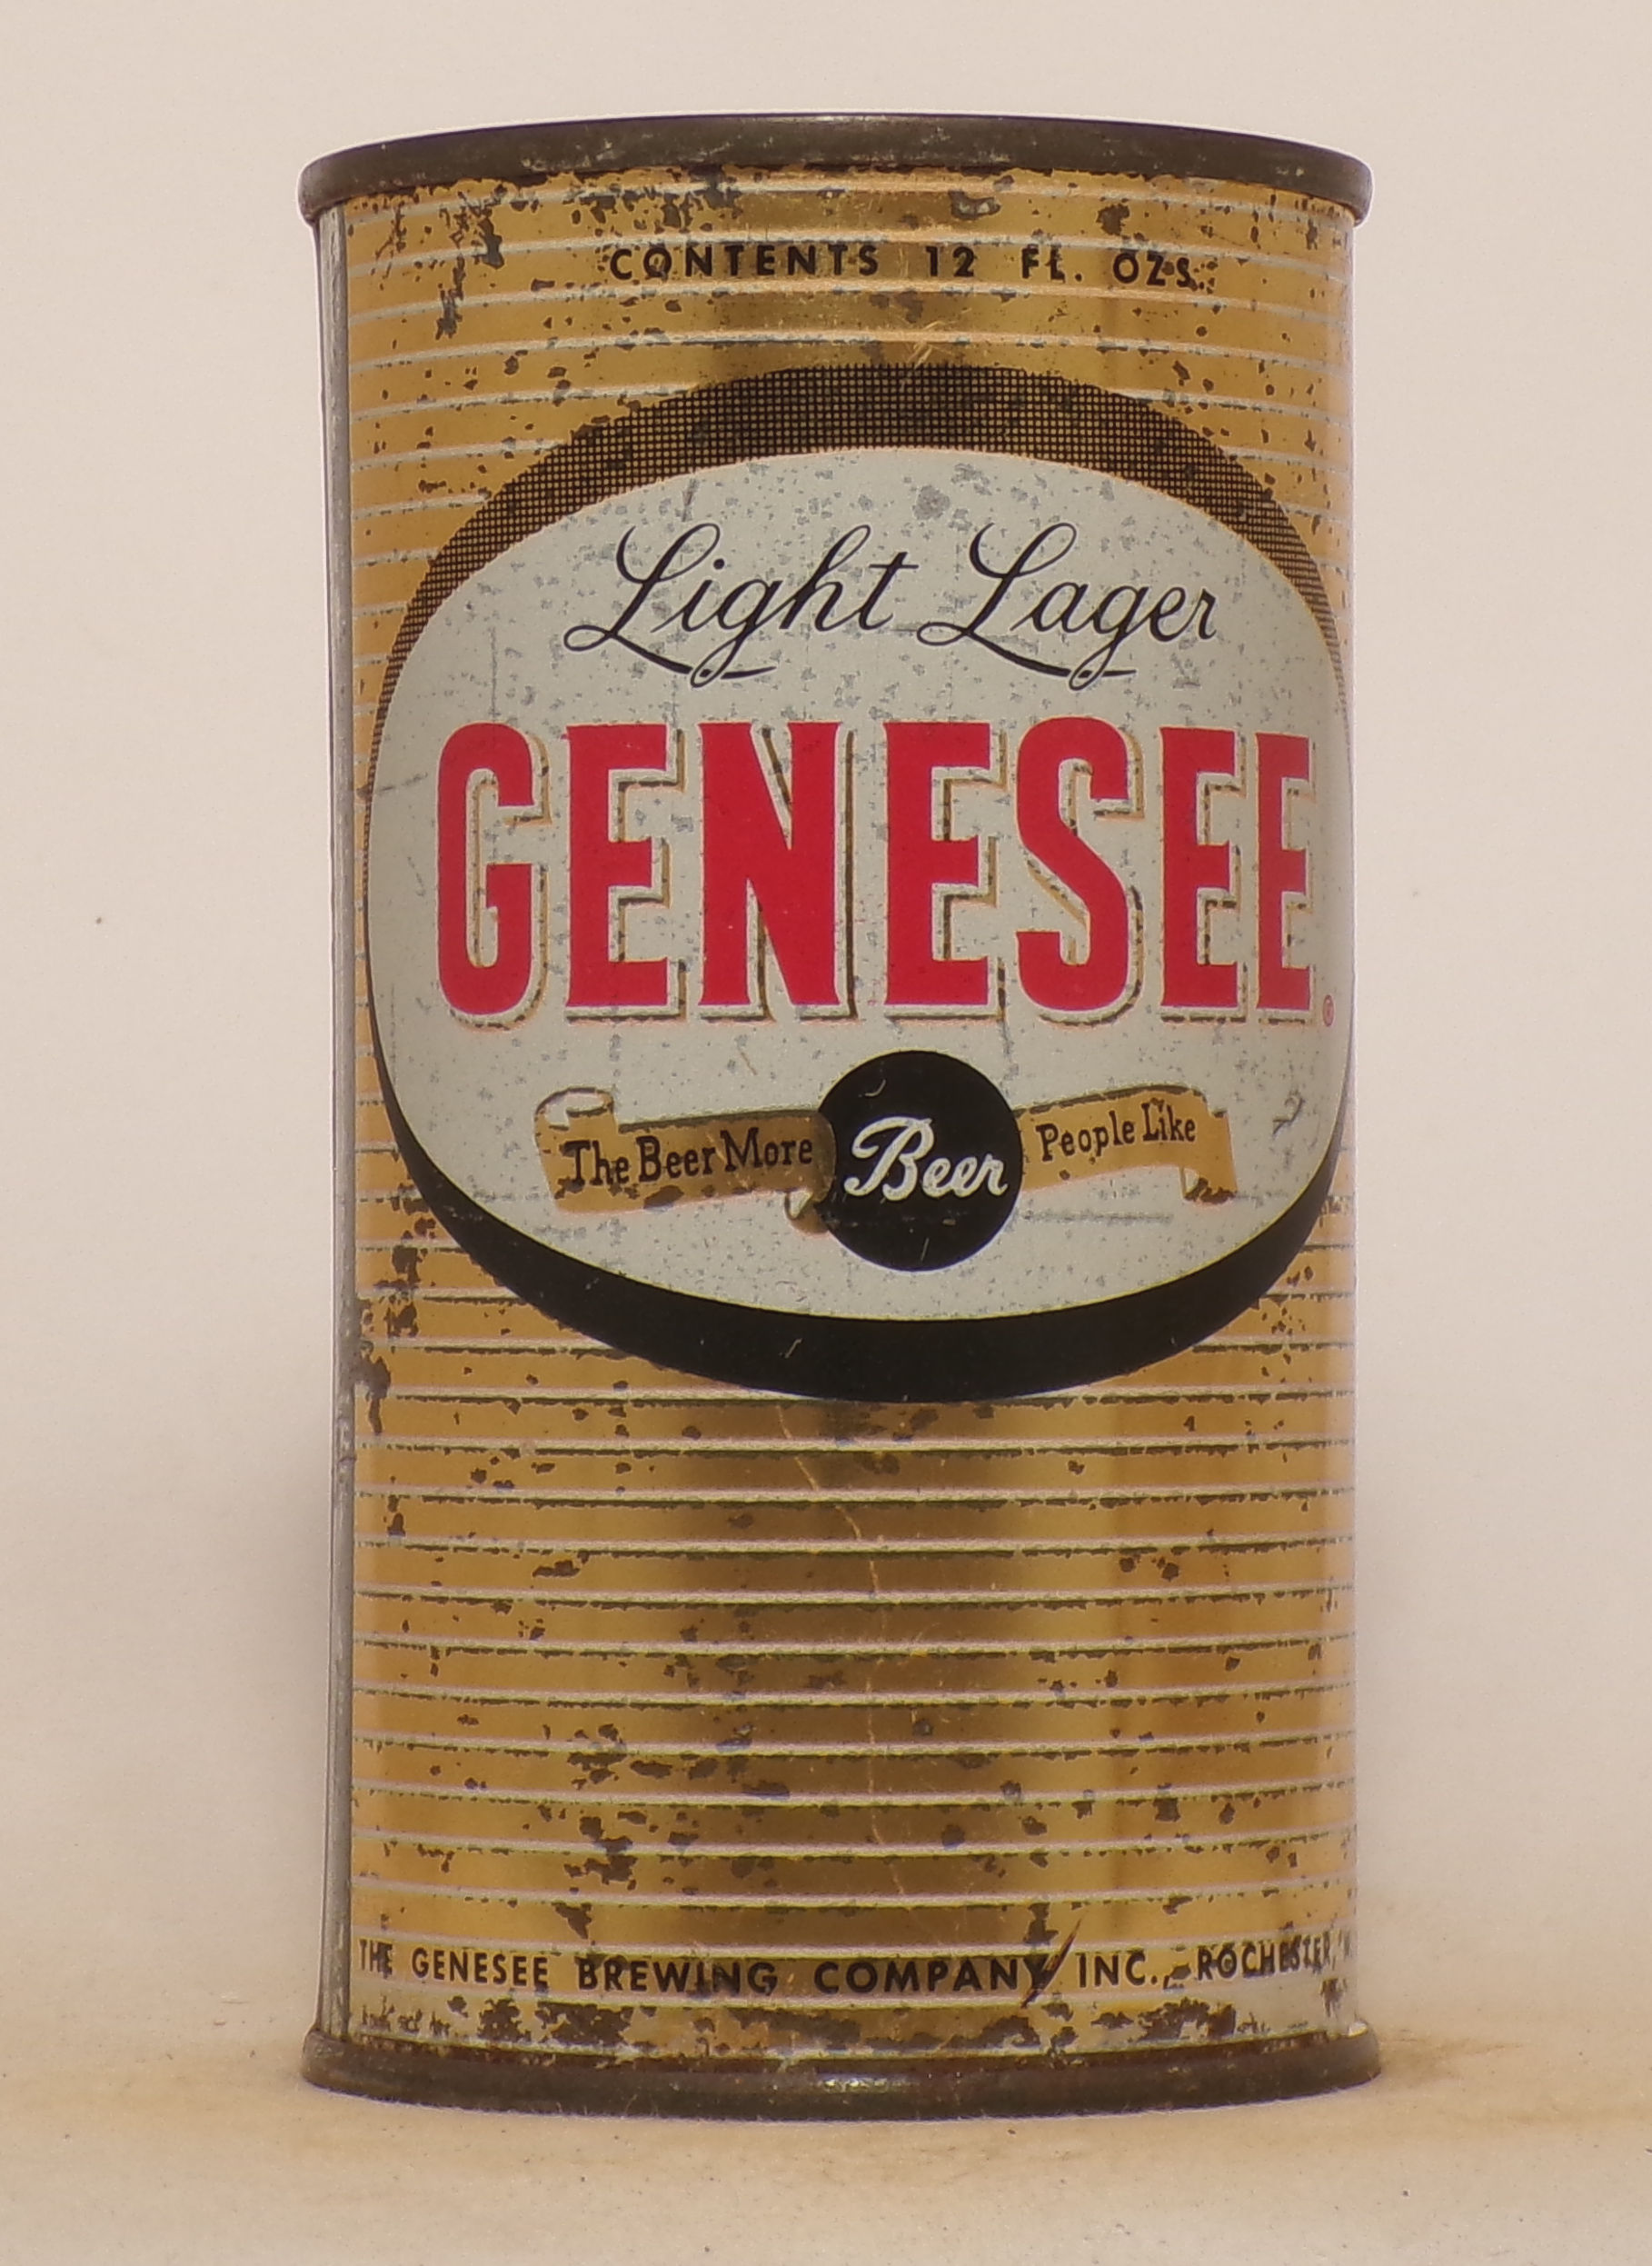 CONTENTS 12 FL. OZS.
Light Lager
GENESEE®
The Beer More Beer People Like
THE GENESEE BREWING COMPANY INC., ROCHESTER,